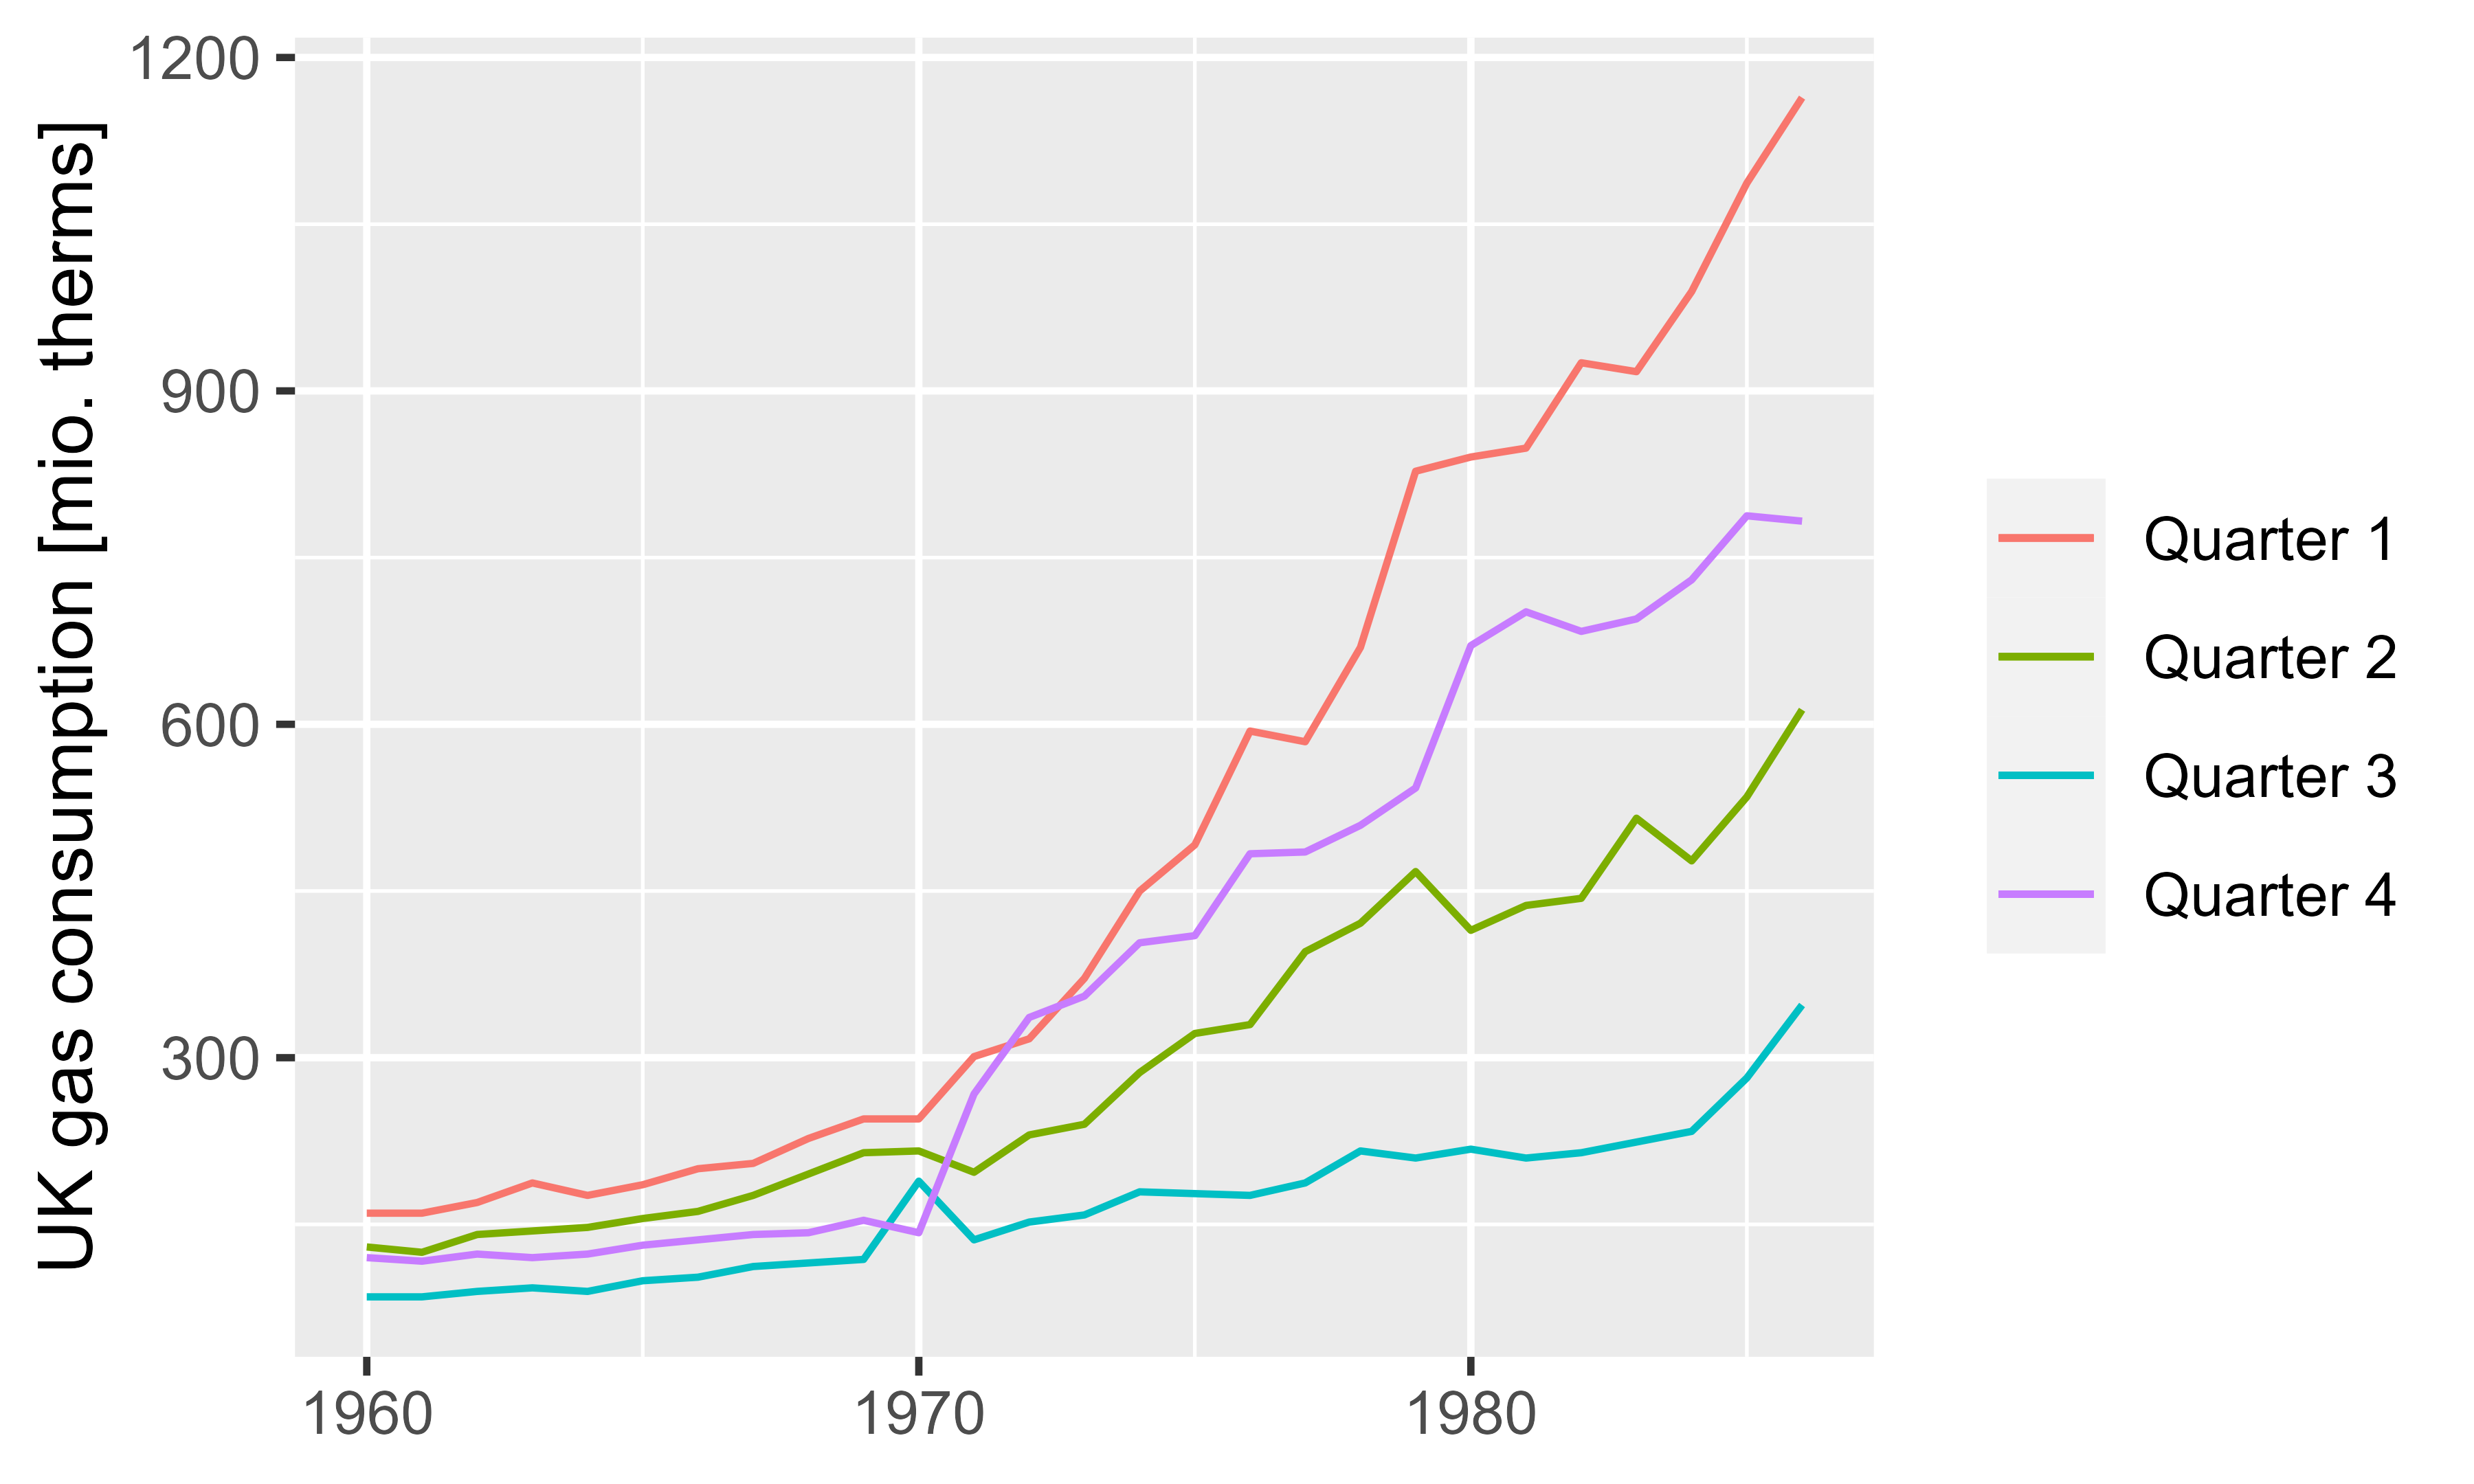 UK gas consumption [mio. therms]
1200
900
600
300
1960 1970 1980
Quarter 1
Quarter 2
Quarter 3
Quarter 4